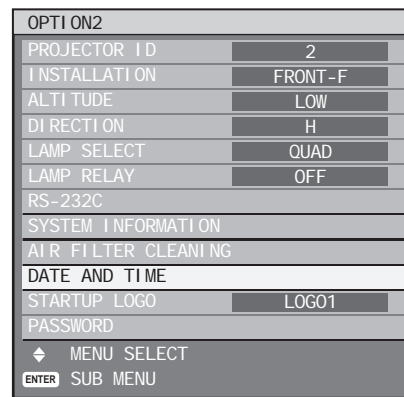 OPTION2
PROJECTOR ID 2
INSTALLATION FRONT-F
ALTITUDE LOW
DIRECTION H
LAMP SELECT QUAD
LAMP RELAY OFF
RS-232C
SYSTEM INFORMATION
AIR FILTER CLEANING
DATE AND TIME
STARTUP LOGO LOGO1
PASSWORD
MENU SELECT
ENTER SUB MENU